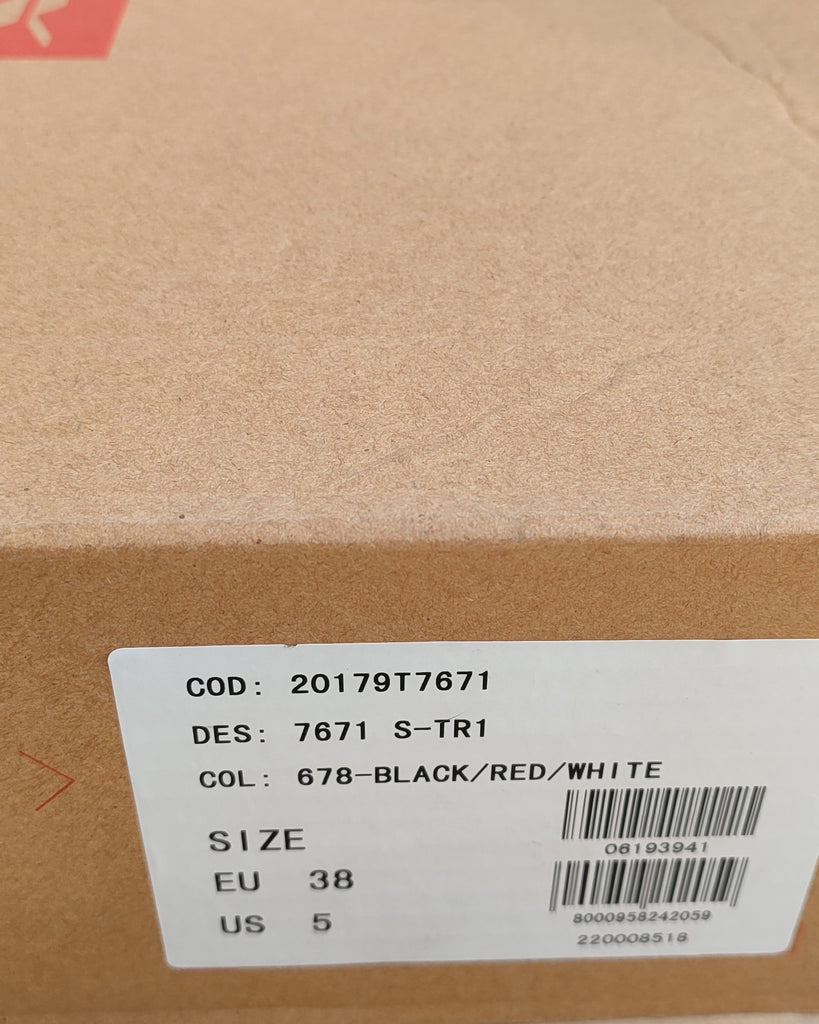 COD: 20179T7671
DES: 7671 S-TR1
COL: 678-BLACK/RED/WHITE
SIZE
EU 38
US 5
06193941
8000958242059
220008518